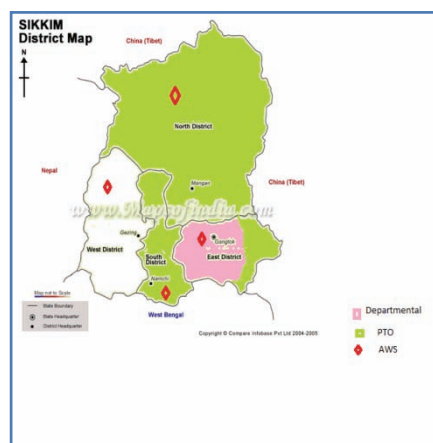 SIKKIM
District Map
N
China (Tibet)
North District
Nepal
Mangan
China (Tibet)
www.Mapsofindia.com
Gezing
Gangtok
West District
South
District
East District
Namchi
Map not to Scale
State Boundary
State Headquarter
District Headquarter
West Bengal
Copyright © Compare Infobase Pvt Ltd 2004-2005
Departmental
PTO
AWS